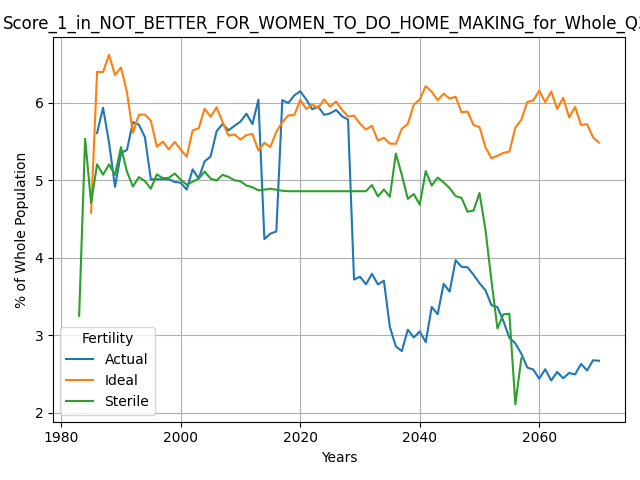 Score_1_in_NOT_BETTER_FOR_WOMEN_TO_DO_HOME_MAKING_for_Whole_Q
% of Whole Population
6
5
4
3
2
Fertility
Actual
Ideal
Sterile
1980
2000
2020
2040
2060
Years